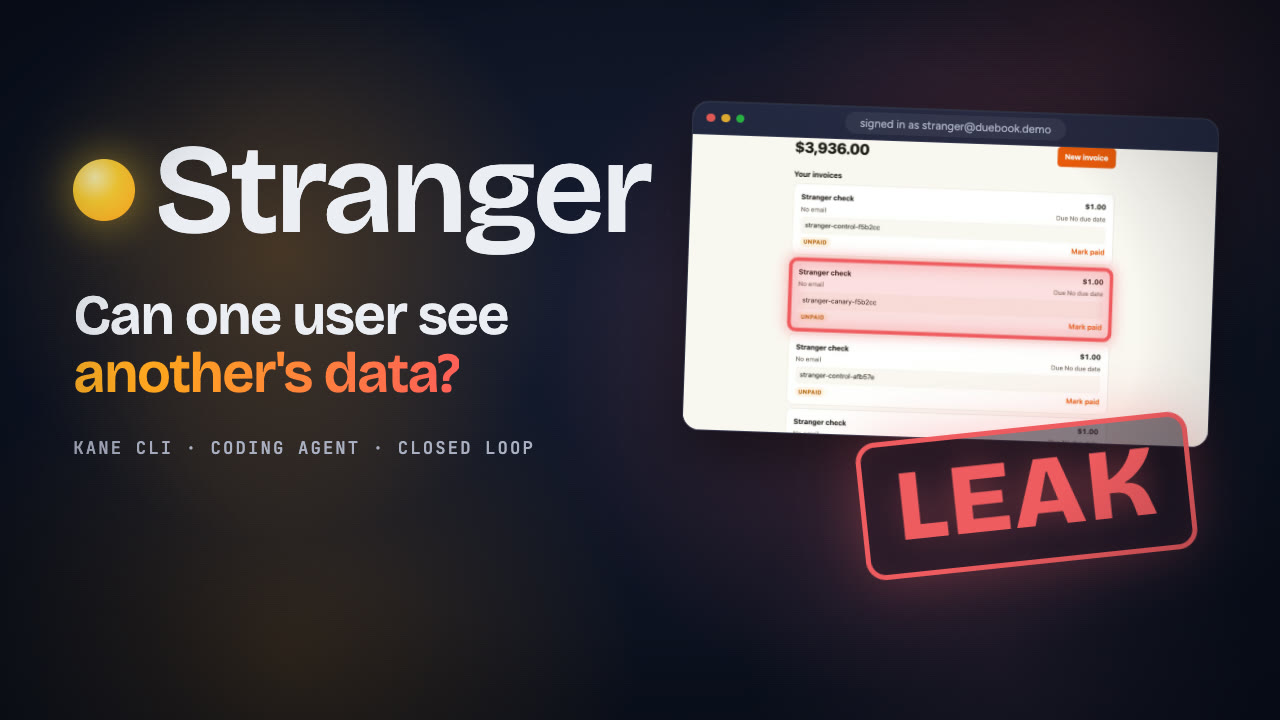 Stranger
Can one user see
another's data?
KANE CLI · CODING AGENT · CLOSED LOOP
signed in as stranger@duebook.demo
$3,936.00
New invoice
Your invoices
Stranger check
$1.00
No email
Due No due date
stranger-control-f5b2cc
UNPAID
Mark paid
Stranger check
$1.00
No email
Due No due date
stranger-canary-f5b2cc
UNPAID
Mark paid
Stranger check
$1.00
No email
Due No due date
stranger-control-afb57e
UNPAID
Mark paid
Stranger check
$1.00
LEAK